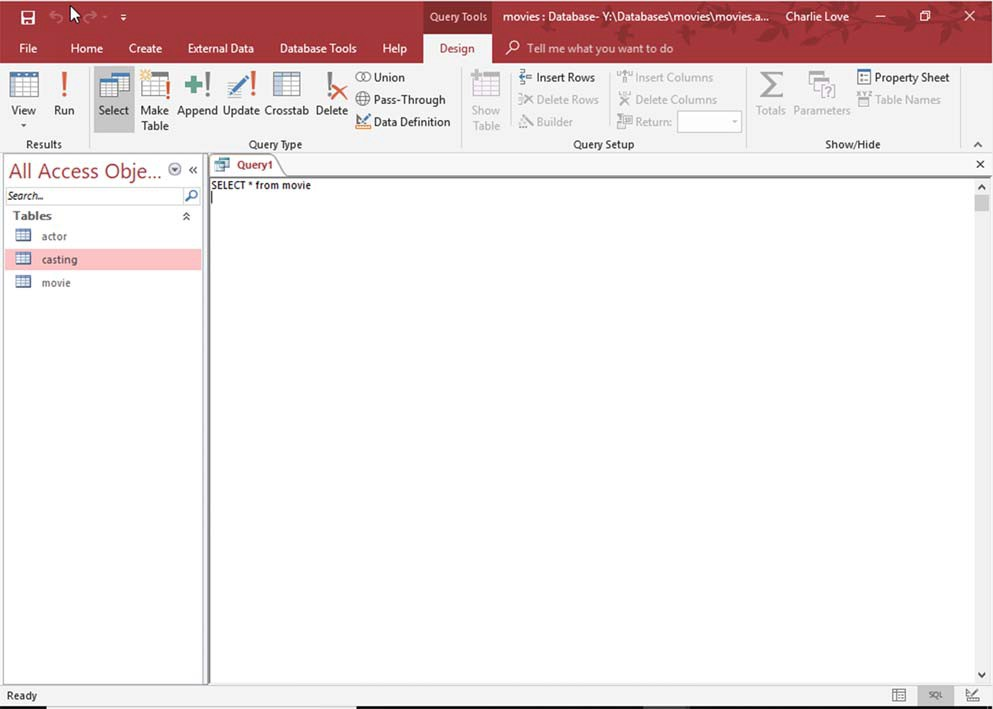 Query Tools movies : Database- Y:\Databases\movies\movies.a... Charlie Love
File Home Create External Data Database Tools Help Design Tell me what you want to do
View Run Select Make Table Append Update Crosstab Delete
Union
Pass-Through
Data Definition
Show Table
Insert Rows
Delete Rows
Builder
Insert Columns
Delete Columns
Return:
Totals Parameters
Property Sheet
XYZ Table Names
Results Query Type Query Setup Show/Hide
All Access Obje...
Search...
Tables
actor
casting
movie
Query1
SELECT * from movie
Ready SQL